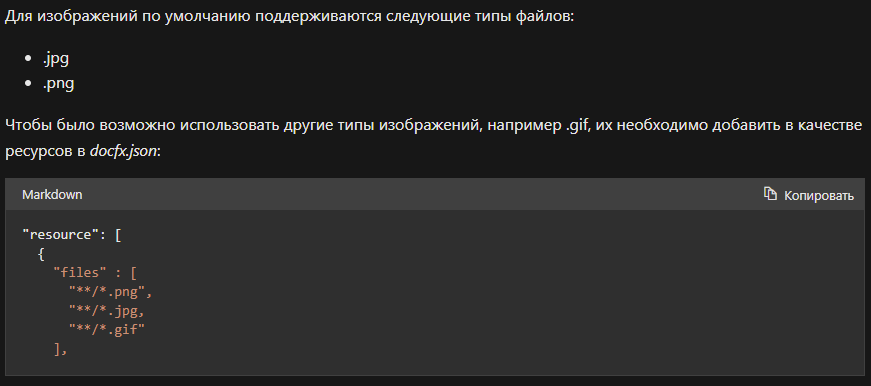 Для изображений по умолчанию поддерживаются следующие типы файлов:
• .jpg
• .png
Чтобы было возможно использовать другие типы изображений, например .gif, их необходимо добавить в качестве
ресурсов в docfx.json:
Markdown Копировать
"resource": [
  {
    "files" : [
      "**/*.png",
      "**/*.jpg,
      "**/*.gif"
    ],